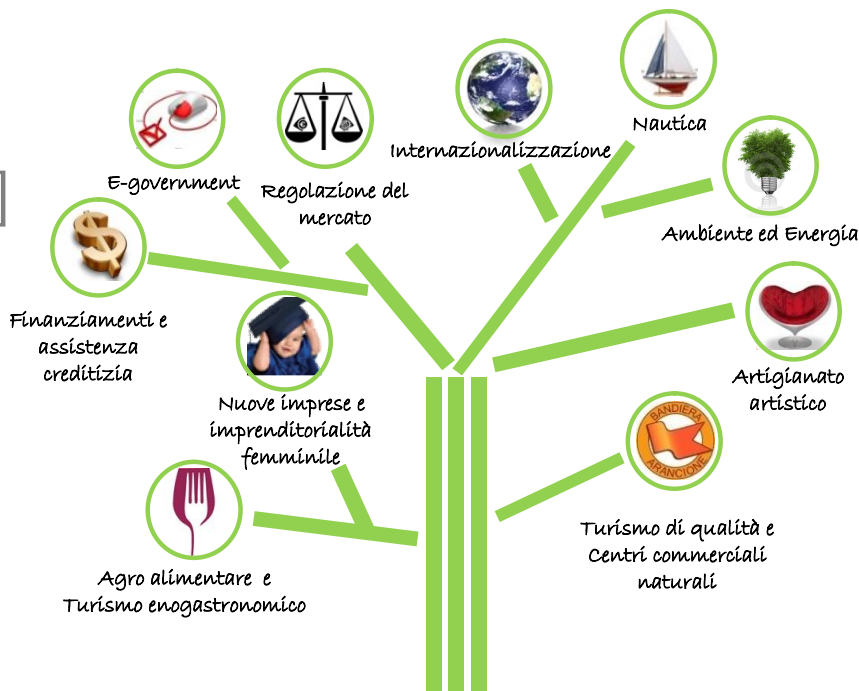 Nautica
Internazionalizzazione
E-government
Regolazione del
mercato
Ambiente ed Energia
Finanziamenti e
assistenza
creditizia
Artigianato
artistico
Nuove imprese e
imprenditorialità
femminile
BANDIERA
ARANCIONE
Turismo di qualità e
Centri commerciali
naturali
Agro alimentare e
Turismo enogastronomico